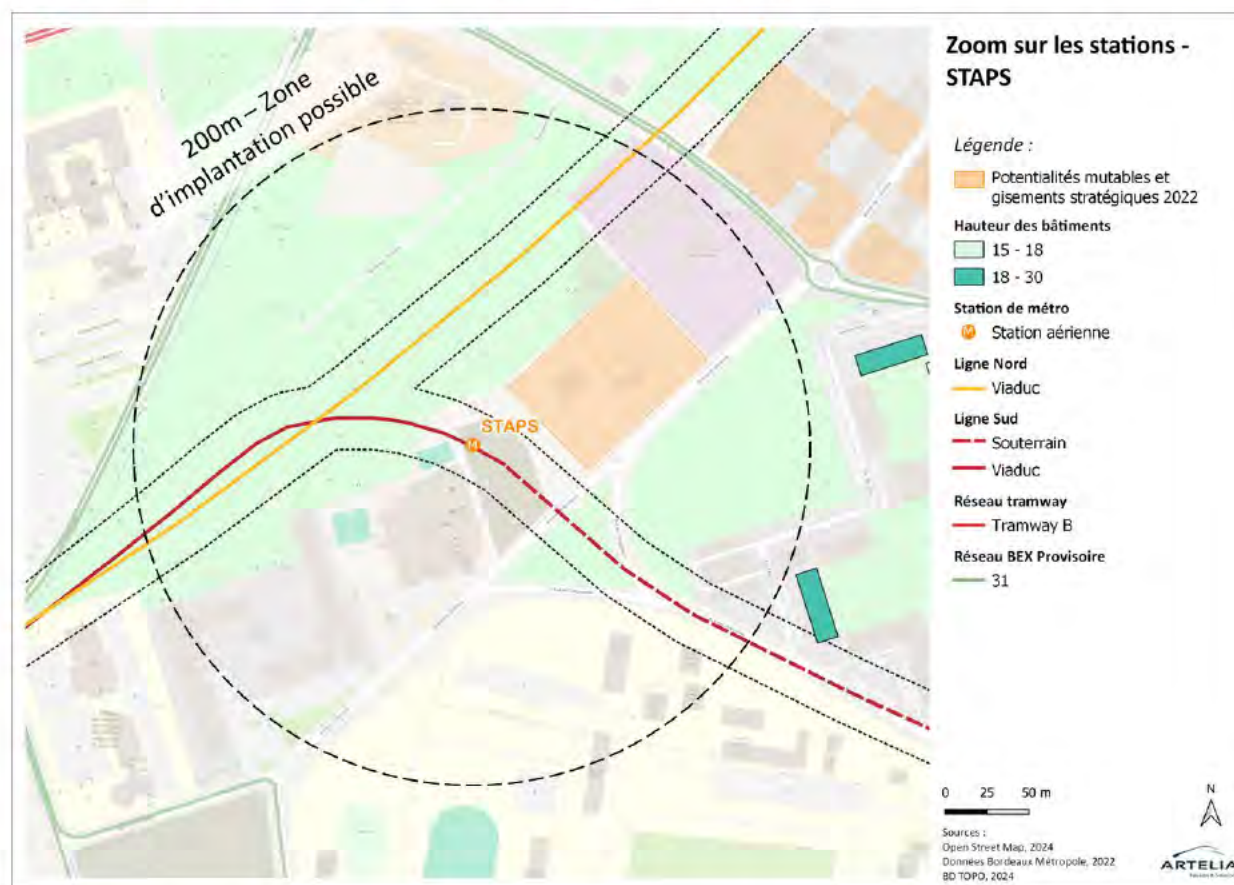 200m – Zone
d'implantation possible
STAPS
Zoom sur les stations -
STAPS
Légende :
Potentialités mutables et
gisements stratégiques 2022
Hauteur des bâtiments
15 - 18
18 - 30
Station de métro
M Station aérienne
Ligne Nord
Viaduc
Ligne Sud
Souterrain
Viaduc
Réseau tramway
Tramway B
Réseau BEX Provisoire
31
0 25 50 m
N
Sources :
Open Street Map, 2024
Données Bordeaux Métropole, 2022
BD TOPO, 2024
ARTELIA